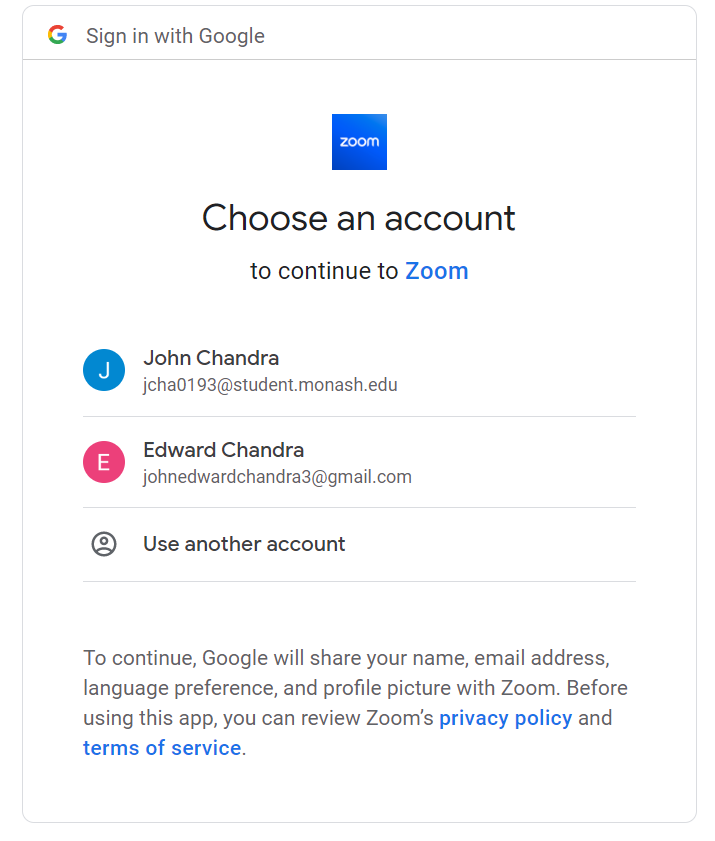 Sign in with Google
zoom
Choose an account
to continue to Zoom
J
John Chandra
jcha0193@student.monash.edu
E
Edward Chandra
johnedwardchandra3@gmail.com
Use another account
To continue, Google will share your name, email address,
language preference, and profile picture with Zoom. Before
using this app, you can review Zoom’s privacy policy and
terms of service.